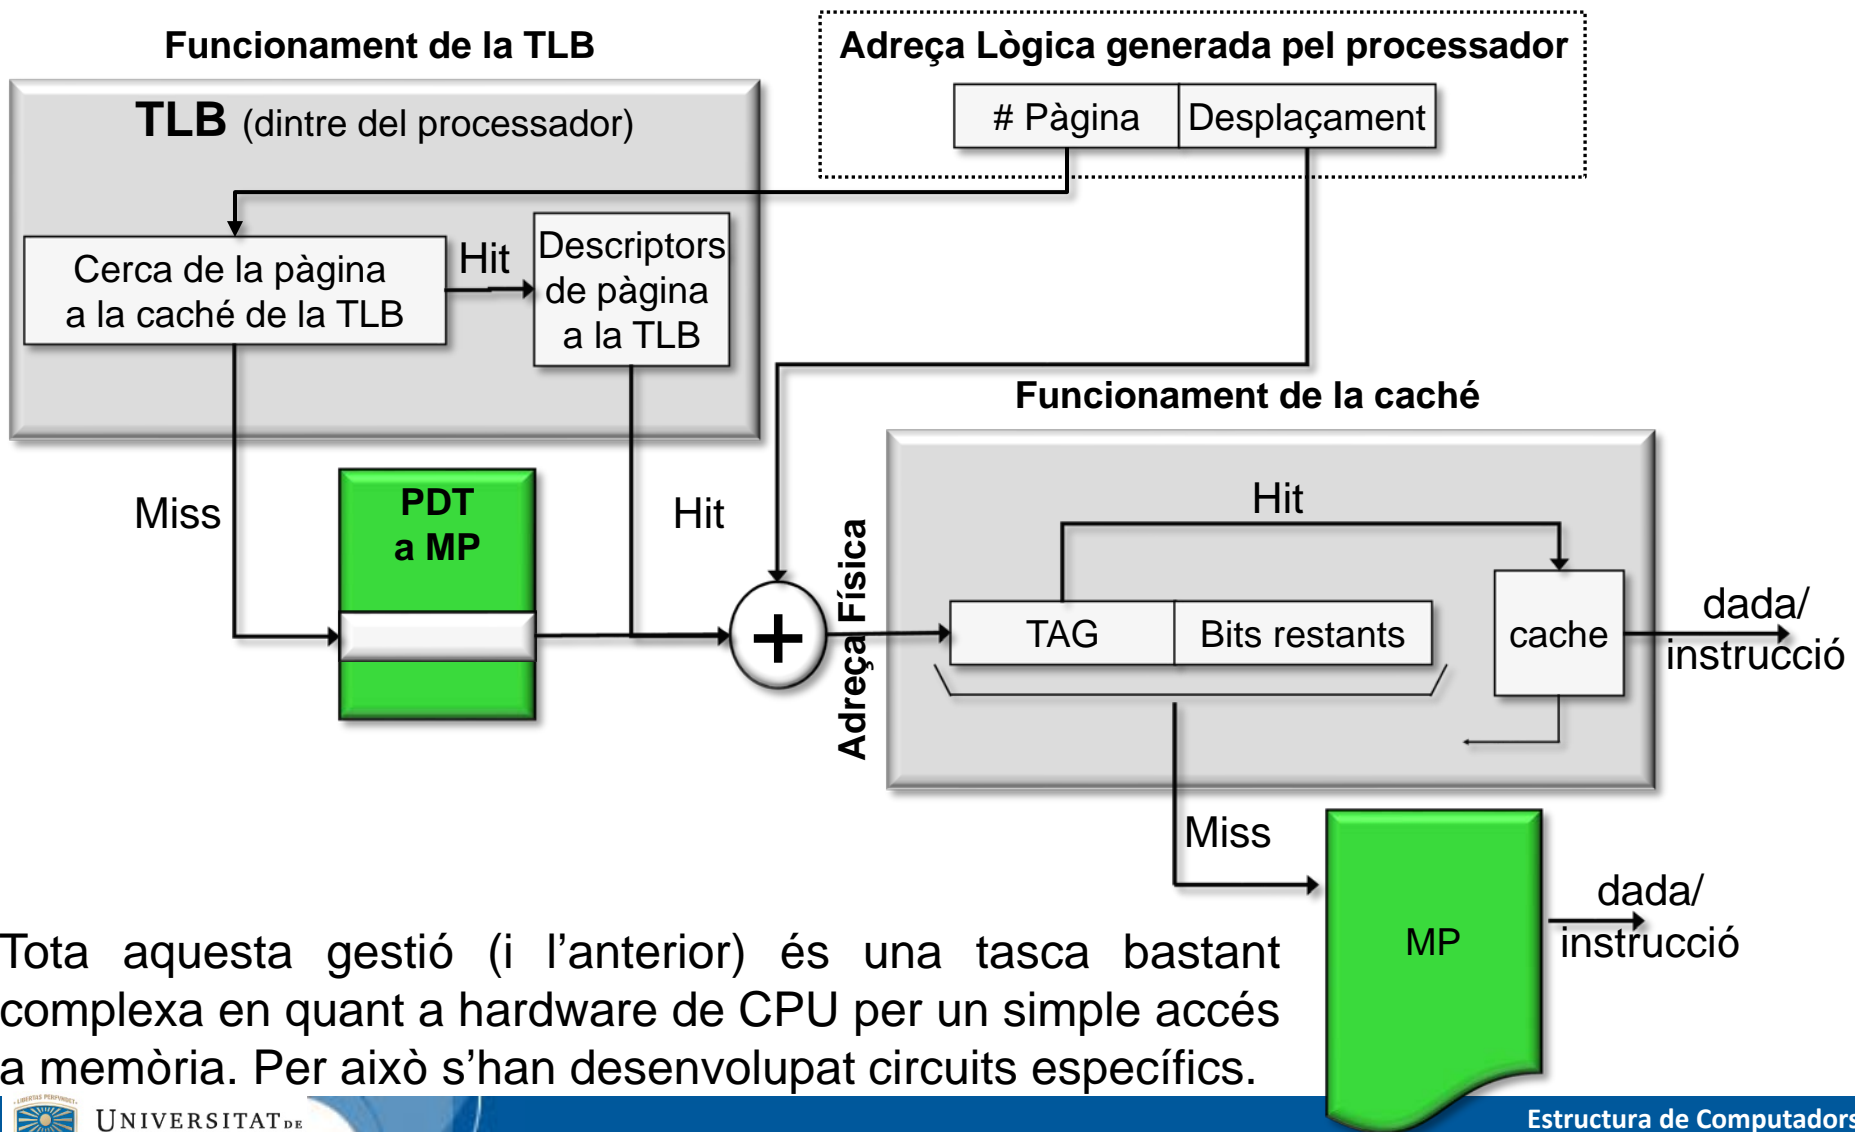 Funcionament de la TLB
Adreça Lògica generada pel processador
TLB (dintre del processador)
# Pàgina
Desplaçament
Cerca de la pàgina
a la caché de la TLB
Hit
Descriptors
de pàgina
a la TLB
Funcionament de la caché
Miss
PDT
a MP
Hit
+
Adreça Física
Hit
TAG
Bits restants
cache
dada/
instrucció
Miss
MP
dada/
instrucció
Tota aquesta gestió (i l’anterior) és una tasca bastant
complexa en quant a hardware de CPU per un simple accés
a memòria. Per això s’han desenvolupat circuits específics.
LIBERTAS PERFUNDET
UNIVERSITAT DE
Estructura de Computadors